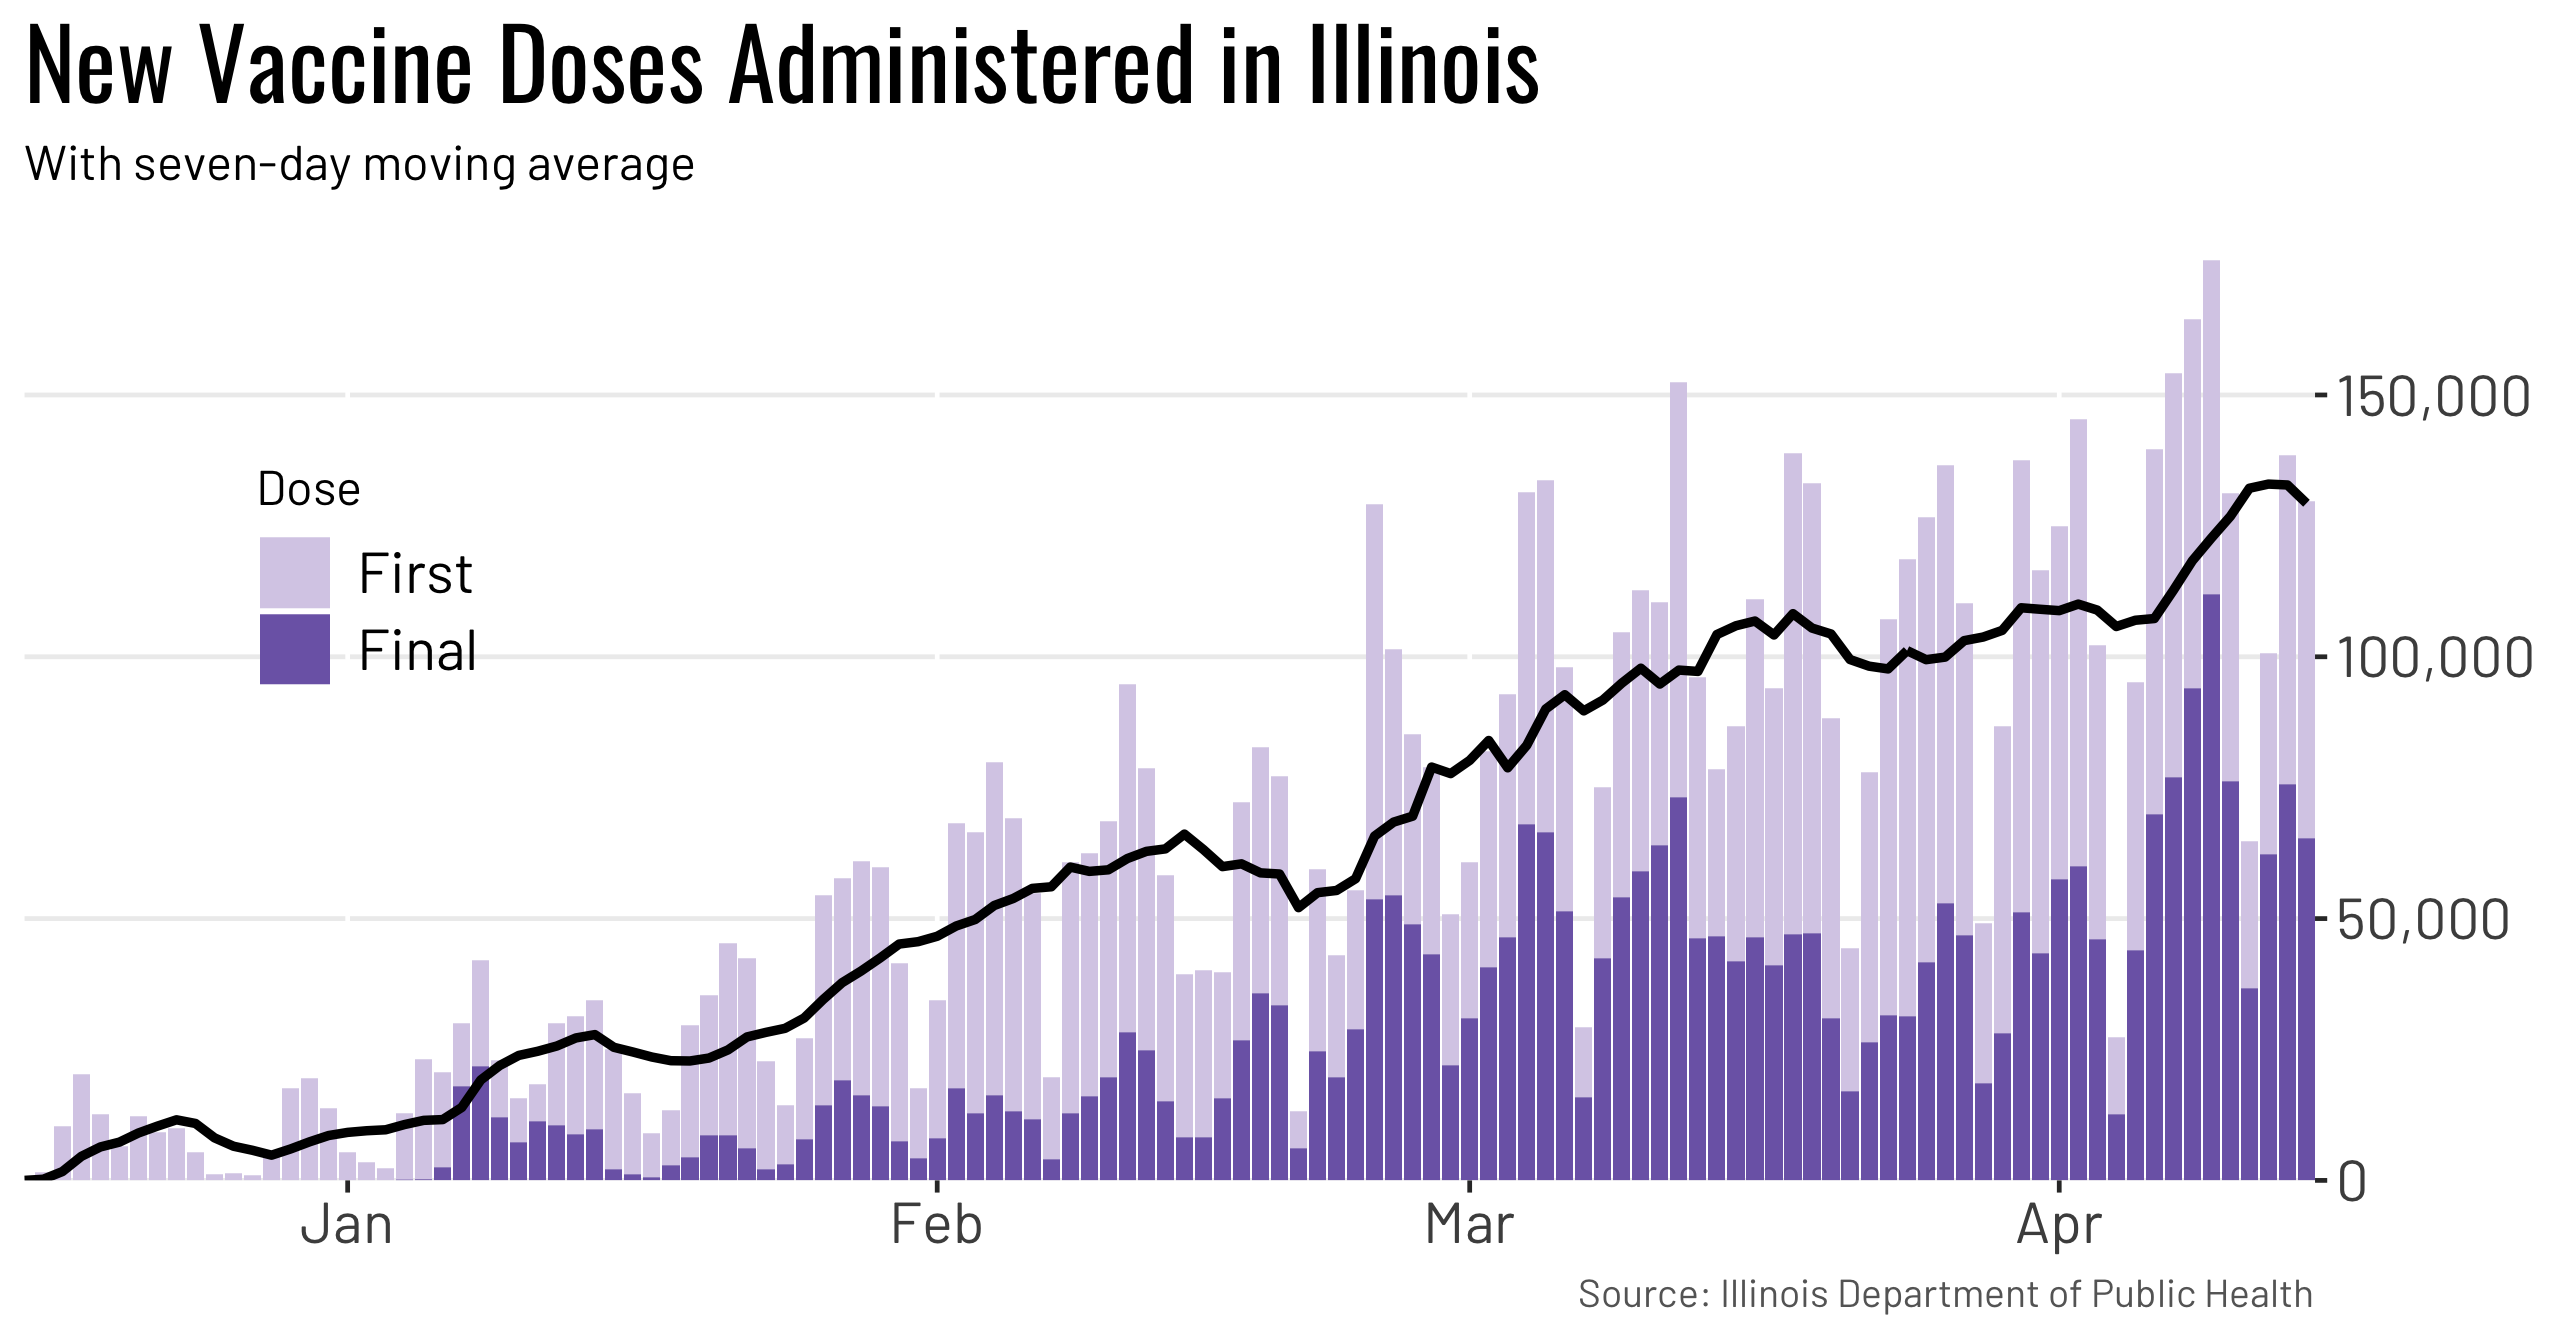 New Vaccine Doses Administered in Illinois
With seven-day moving average
150,000
Dose
First
Final
100,000
50,000
0
Jan Feb Mar Apr
Source: Illinois Department of Public Health